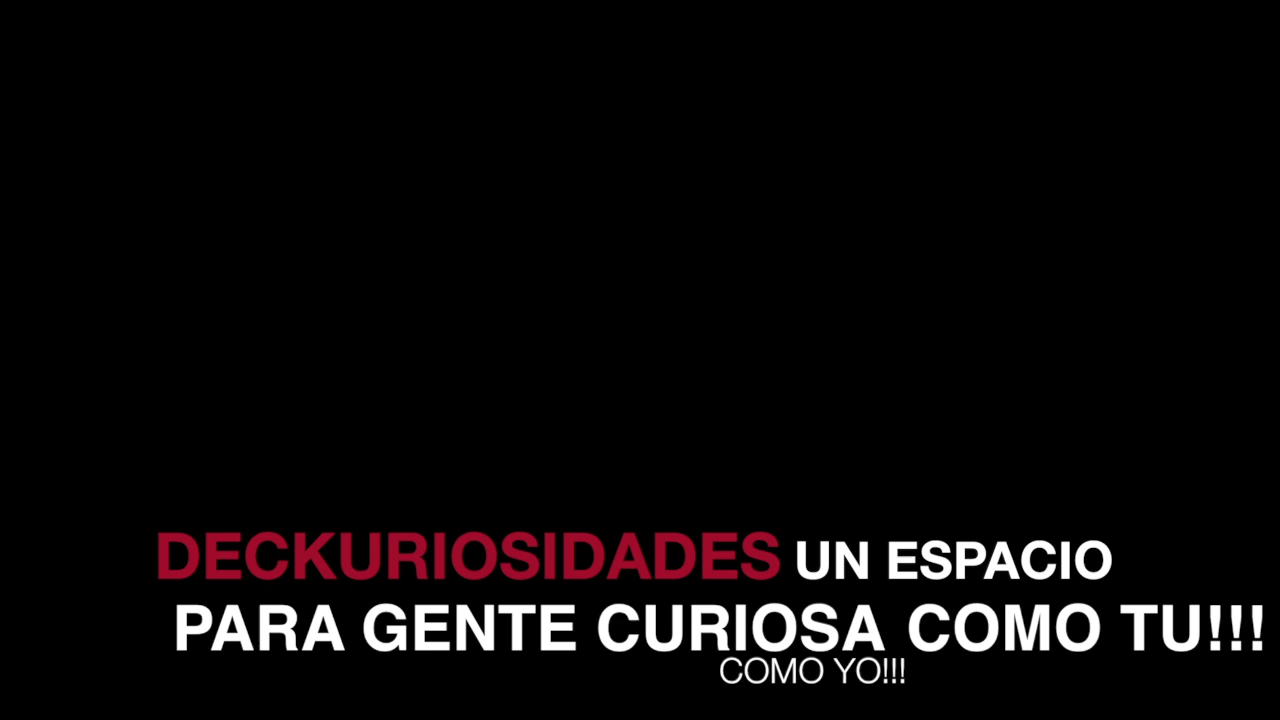 DECKURIOSIDADES UN ESPACIO
PARA GENTE CURIOSA COMO TU!!!
COMO YO!!!